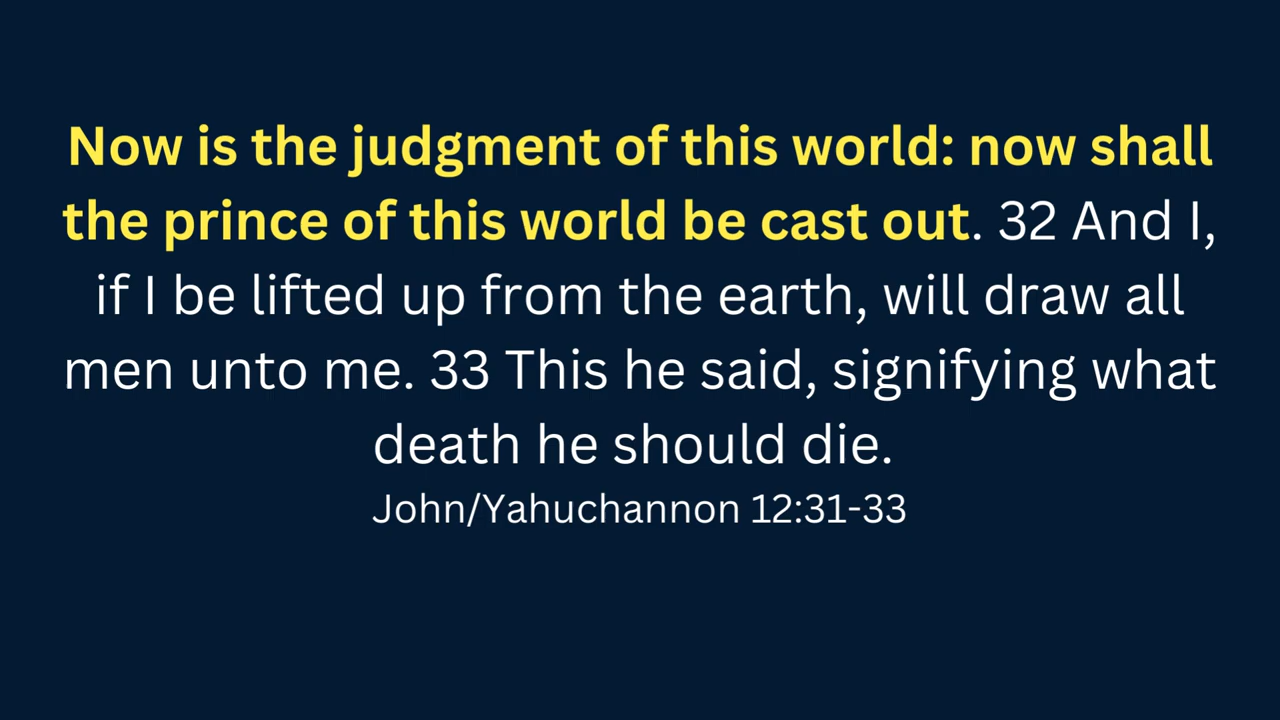 Now is the judgment of this world: now shall
the prince of this world be cast out. 32 And I,
if I be lifted up from the earth, will draw all
men unto me. 33 This he said, signifying what
death he should die.
John/Yahuchannon 12:31-33